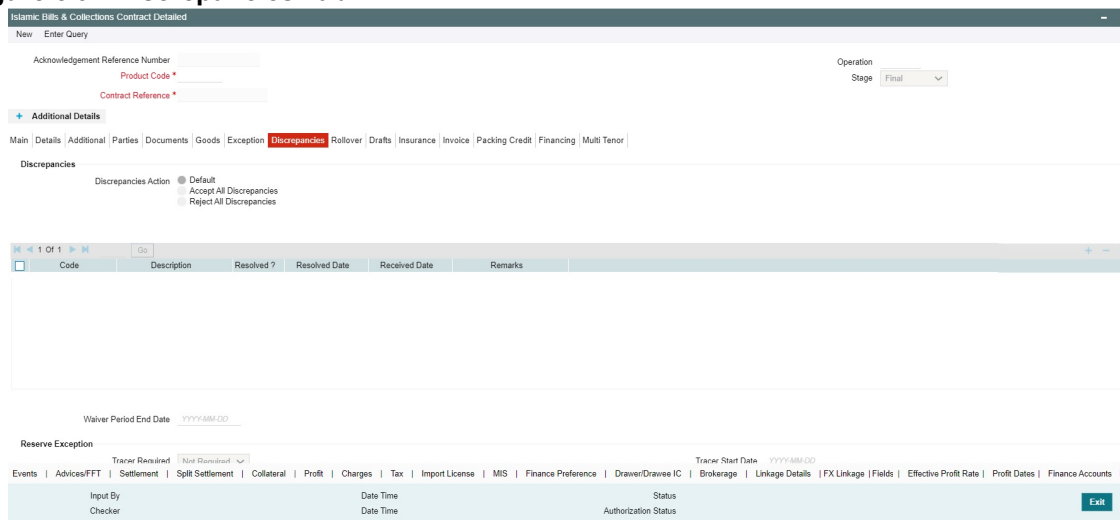 Islamic Bills & Collections Contract Detailed
New Enter Query
Acknowledgement Reference Number
Operation
Product Code *
Stage Final
Contract Reference *
+ Additional Details
Main Details Additional Parties Documents Goods Exception Discrepancies Rollover Drafts Insurance Invoice Packing Credit Financing Multi Tenor
Discrepancies
Discrepancies Action Default
Accept All Discrepancies
Reject All Discrepancies
1 Of 1 Go
Code Description Resolved ? Resolved Date Received Date Remarks
Waiver Period End Date YYYY-MM-DD
Reserve Exception
Tracer Required Not Required Tracer Start Date YYYY-MM-DD
Events | Advices/FFT | Settlement | Split Settlement | Collateral | Profit | Charges | Tax | Import License | MIS | Finance Preference | Drawer/Drawee IC | Brokerage | Linkage Details | FX Linkage | Fields | Effective Profit Rate | Profit Dates | Finance Accounts
Input By Date Time Status
Checker Date Time Authorization Status
Exit